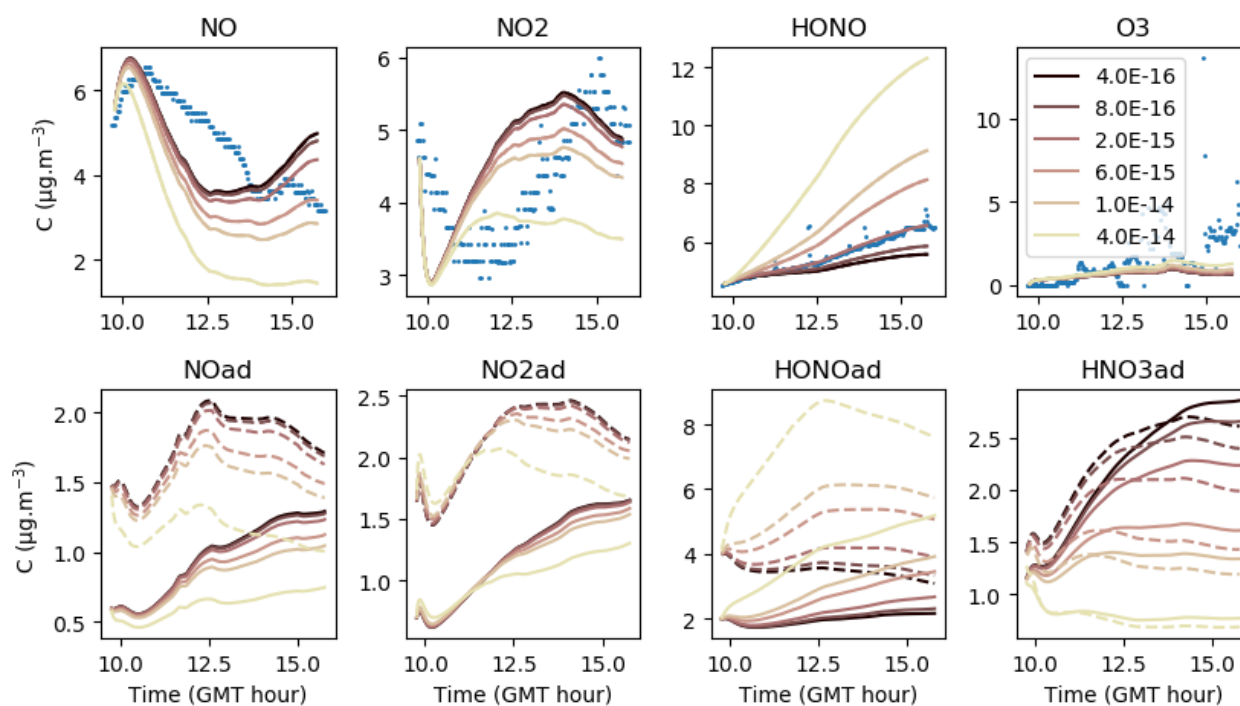 NO NO2 HONO O3
C (µg.m⁻³)
6
4
2
10.0 12.5 15.0
6
5
4
3
10.0 12.5 15.0
12
10
8
6
10.0 12.5 15.0
10
5
0
10.0 12.5 15.0
4.0E-16
8.0E-16
2.0E-15
6.0E-15
1.0E-14
4.0E-14
NOad NO2ad HONOad HNO3ad
C (µg.m⁻³)
2.0
1.5
1.0
0.5
10.0 12.5 15.0
Time (GMT hour)
2.5
2.0
1.5
1.0
10.0 12.5 15.0
Time (GMT hour)
8
6
4
2
10.0 12.5 15.0
Time (GMT hour)
2.5
2.0
1.5
1.0
10.0 12.5 15.0
Time (GMT hour)